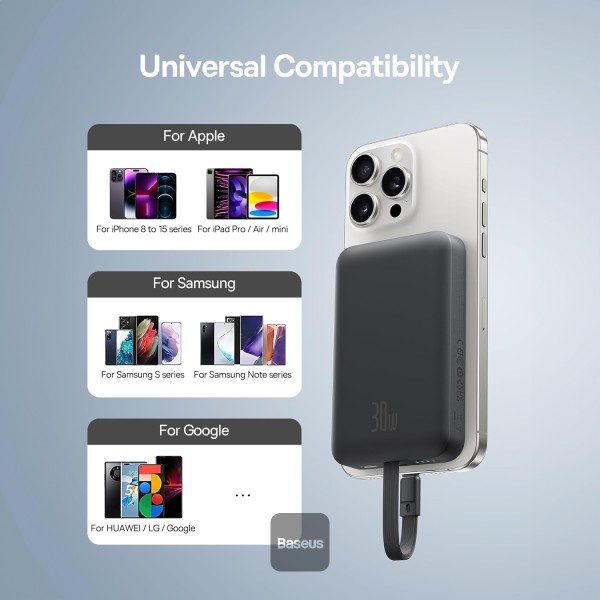 Universal Compatibility
For Apple
For iPhone 8 to 15 series For iPad Pro / Air / mini
For Samsung
For Samsung S series For Samsung Note series
30w
For Google
For HUAWEI / LG / Google
...
Baseus